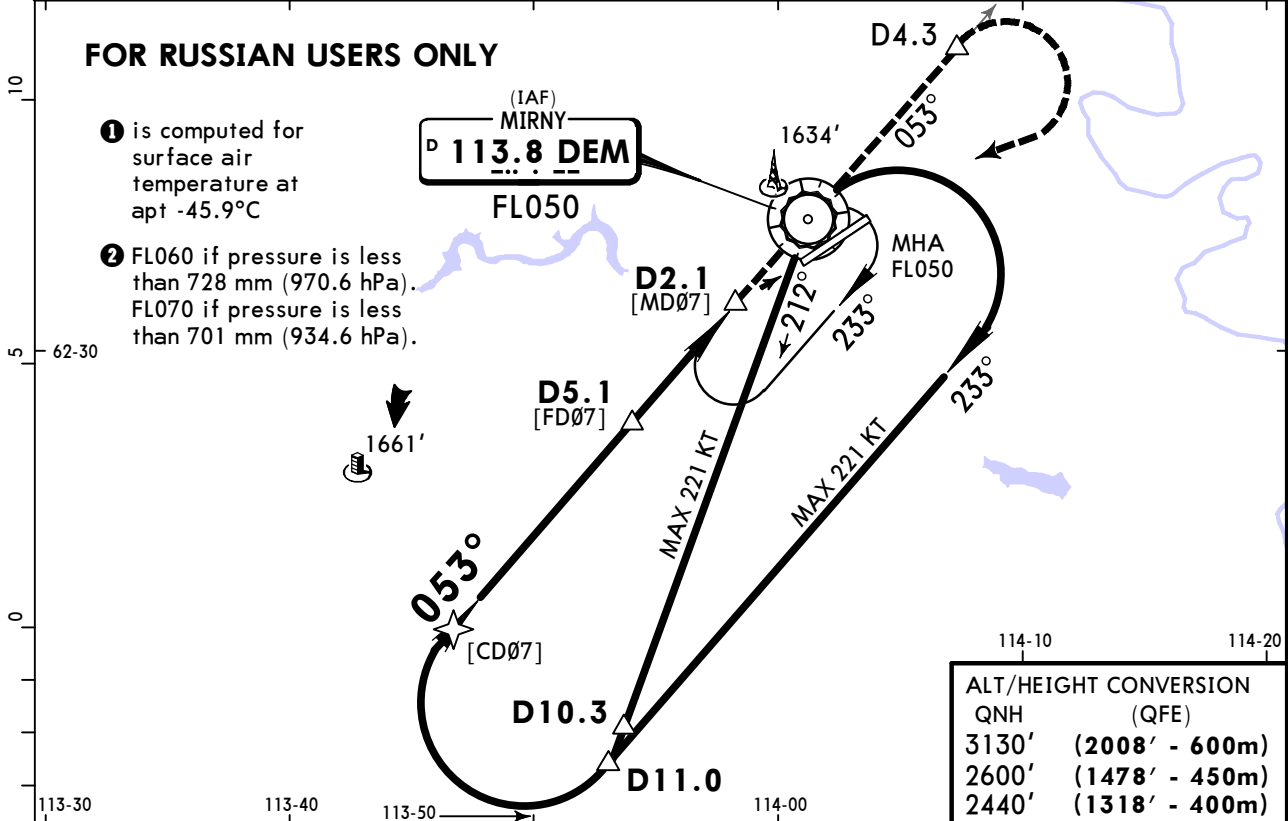 FOR RUSSIAN USERS ONLY
❶ is computed for
surface air
temperature at
apt -45.9°C
❷ FL060 if pressure is less
than 728 mm (970.6 hPa).
FL070 if pressure is less
than 701 mm (934.6 hPa).
(IAF)
MIRNY
D 113.8 DEM
FL050
1634'
D4.3
053°
MHA
FL050
D2.1
[MDØ7]
212°
233°
233°
D5.1
[FDØ7]
1661'
MAX 221 KT
MAX 221 KT
053°
[CDØ7]
D10.3
D11.0
10
5
0
62-30
113-30
113-40
113-50
114-00
114-10
114-20
ALT/HEIGHT CONVERSION
QNH (QFE)
3130' (2008' - 600m)
2600' (1478' - 450m)
2440' (1318' - 400m)